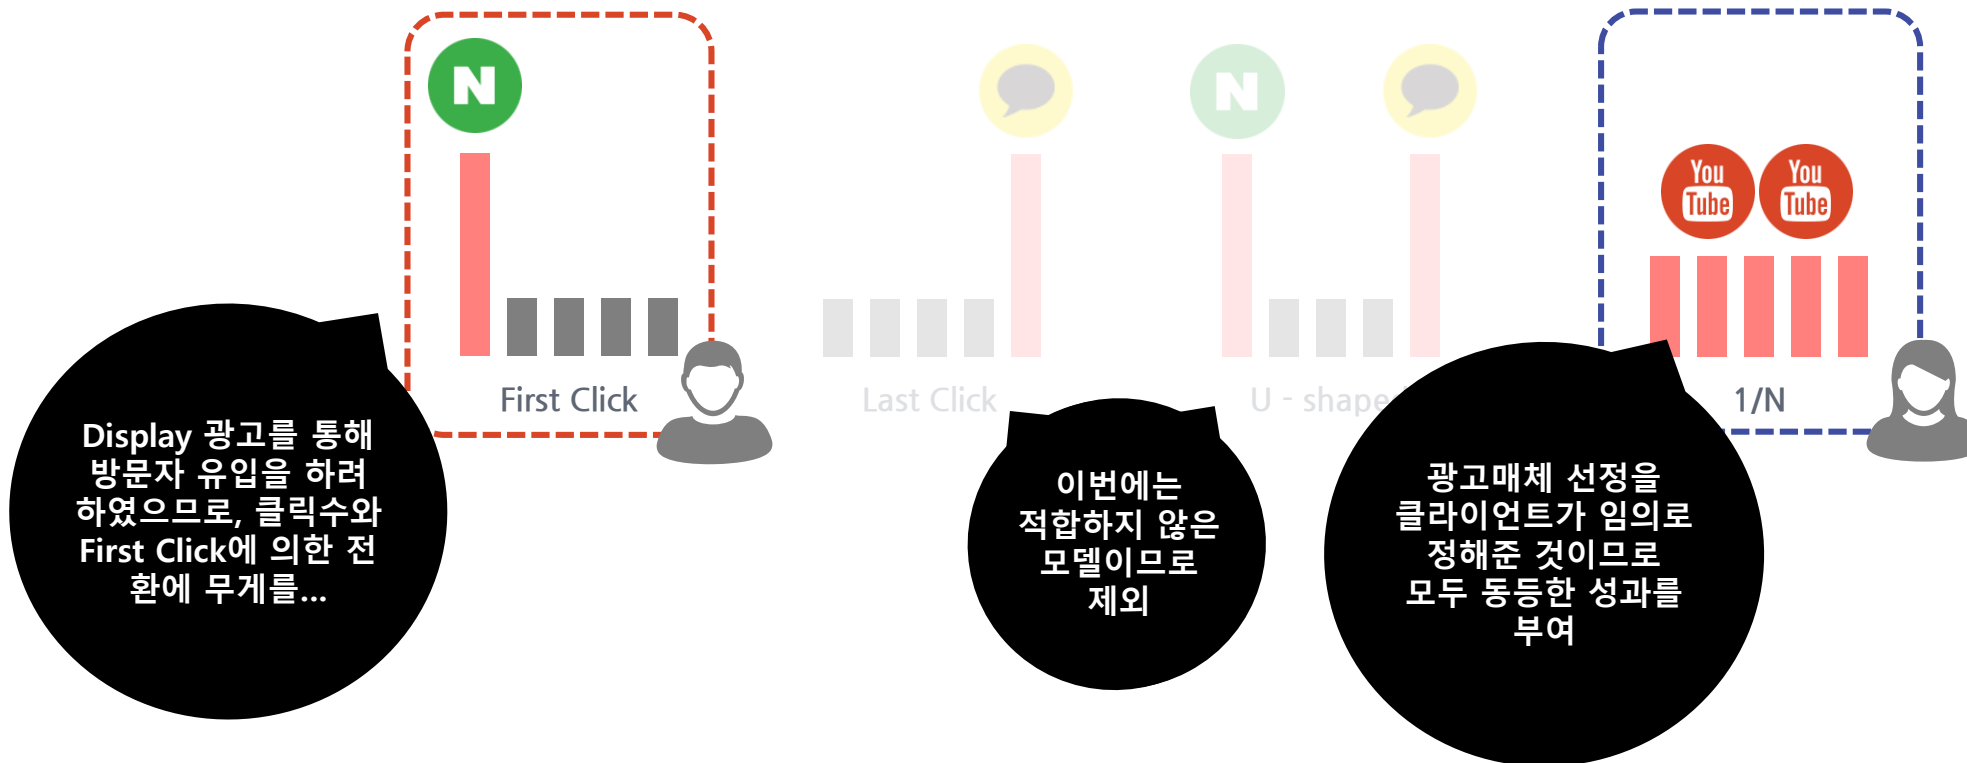 N
N
You
Tube
You
Tube
First Click
Last Click
U - shape
1/N
Display 광고를 통해
방문자 유입을 하려
하였으므로, 클릭수와
First Click에 의한 전
환에 무게를...
이번에는
적합하지 않은
모델이므로
제외
광고매체 선정을
클라이언트가 임의로
정해준 것이므로
모두 동등한 성과를
부여